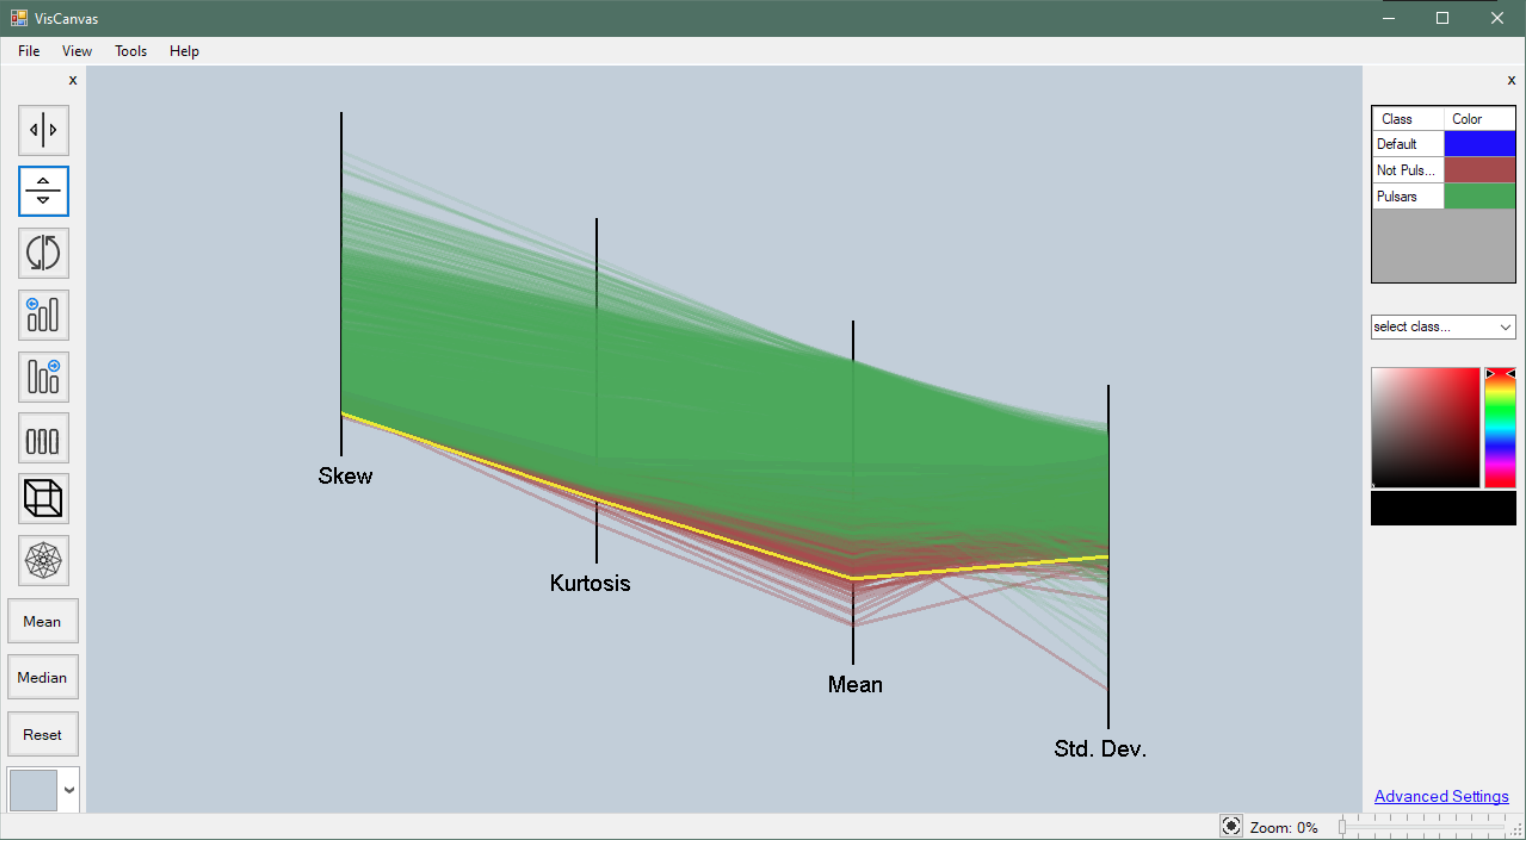 VisCanvas
File View Tools Help
x
x
Class Color
Default
Not Puls...
Pulsars
select class...
Skew
Kurtosis
Mean
Std. Dev.
Mean
Median
Reset
Advanced Settings
Zoom: 0%